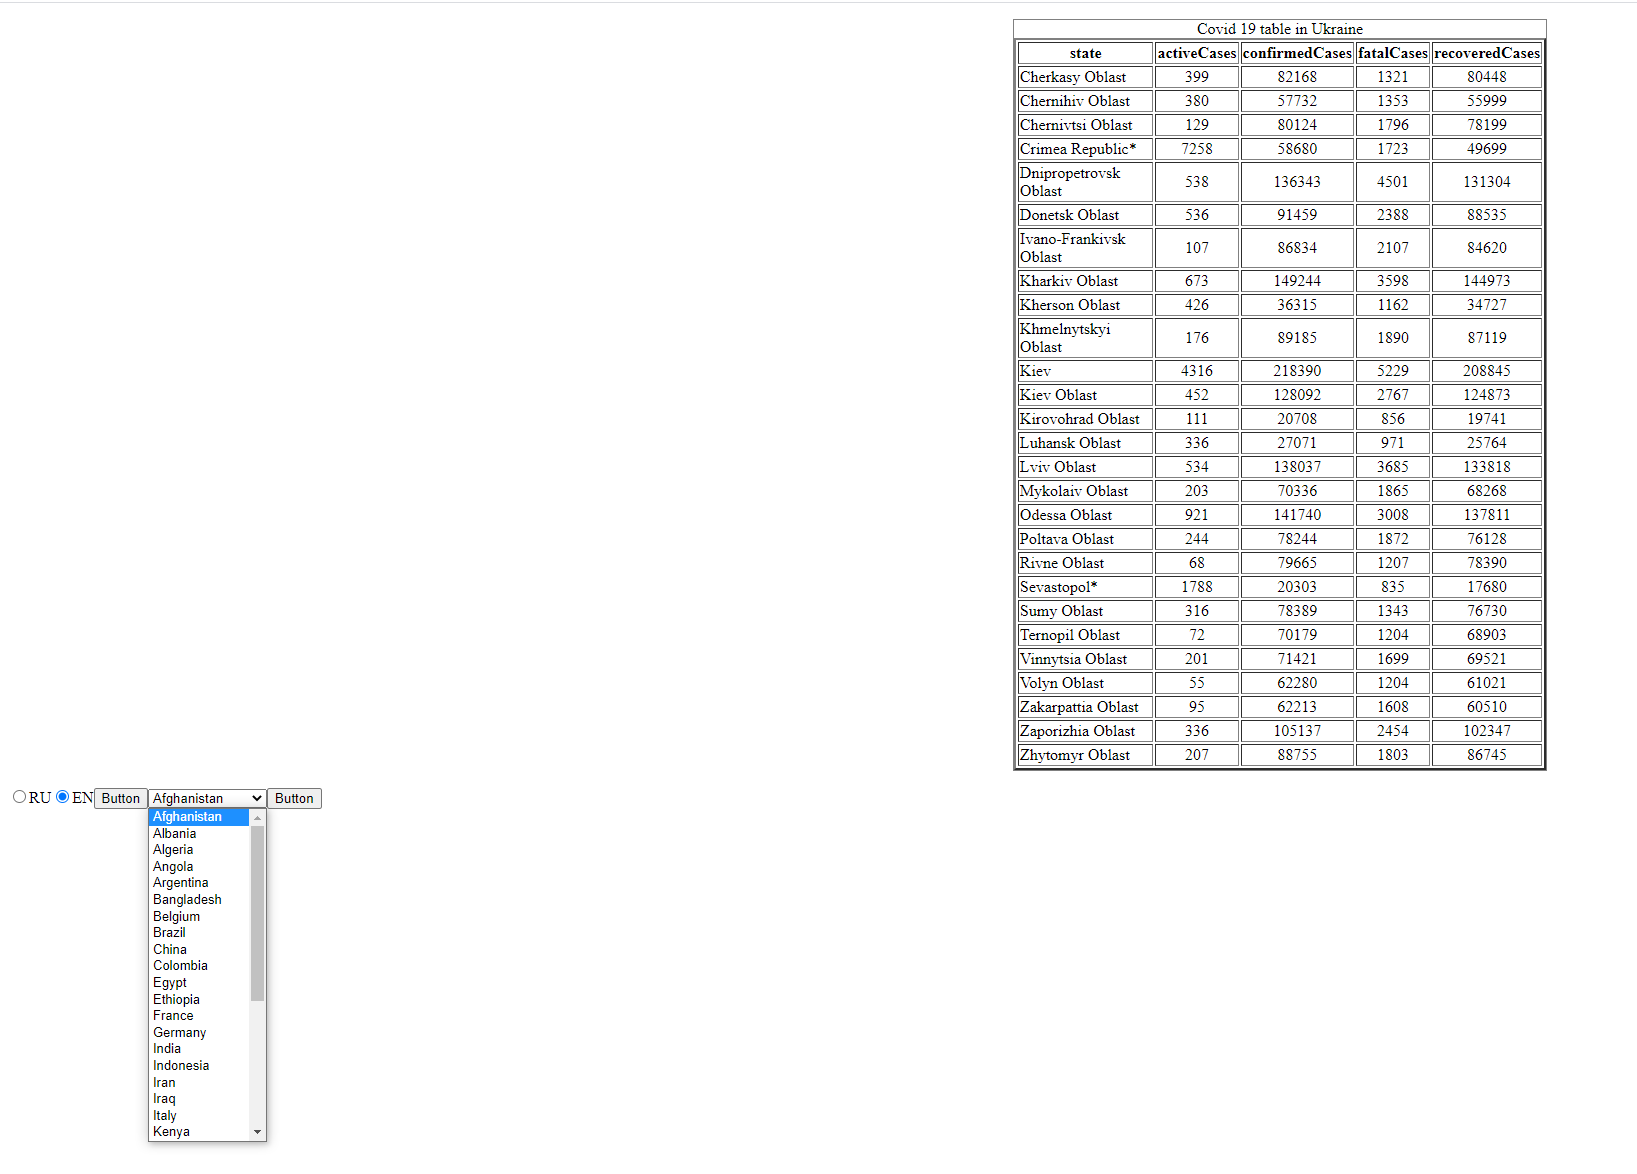 Covid 19 table in Ukraine
state activeCases confirmedCases fatalCases recoveredCases
Cherkasy Oblast 399 82168 1321 80448
Chernihiv Oblast 380 57732 1353 55999
Chernivtsi Oblast 129 80124 1796 78199
Crimea Republic* 7258 58680 1723 49699
Dnipropetrovsk
Oblast 538 136343 4501 131304
Donetsk Oblast 536 91459 2388 88535
Ivano-Frankivsk
Oblast 107 86834 2107 84620
Kharkiv Oblast 673 149244 3598 144973
Kherson Oblast 426 36315 1162 34727
Khmelnytskyi
Oblast 176 89185 1890 87119
Kiev 4316 218390 5229 208845
Kiev Oblast 452 128092 2767 124873
Kirovohrad Oblast 111 20708 856 19741
Luhansk Oblast 336 27071 971 25764
Lviv Oblast 534 138037 3685 133818
Mykolaiv Oblast 203 70336 1865 68268
Odessa Oblast 921 141740 3008 137811
Poltava Oblast 244 78244 1872 76128
Rivne Oblast 68 79665 1207 78390
Sevastopol* 1788 20303 835 17680
Sumy Oblast 316 78389 1343 76730
Ternopil Oblast 72 70179 1204 68903
Vinnytsia Oblast 201 71421 1699 69521
Volyn Oblast 55 62280 1204 61021
Zakarpattia Oblast 95 62213 1608 60510
Zaporizhia Oblast 336 105137 2454 102347
Zhytomyr Oblast 207 88755 1803 86745
RU EN Button Afghanistan Button
Afghanistan
Albania
Algeria
Angola
Argentina
Bangladesh
Belgium
Brazil
China
Colombia
Egypt
Ethiopia
France
Germany
India
Indonesia
Iran
Iraq
Italy
Kenya